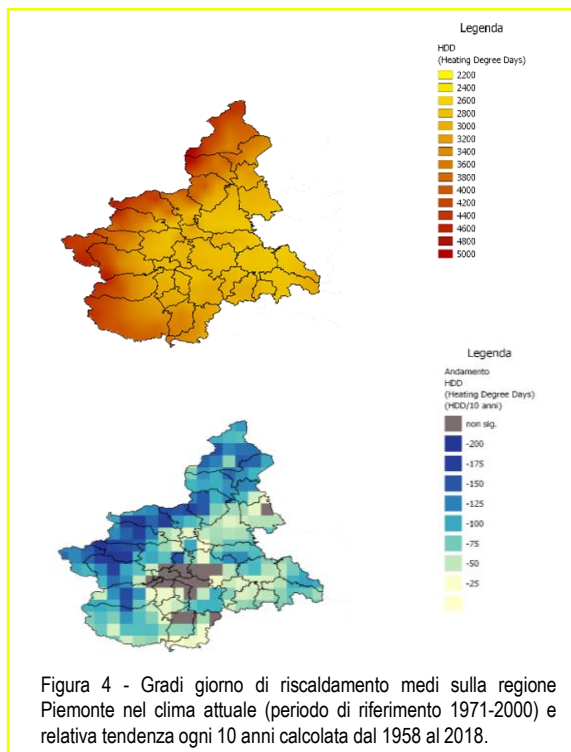 Legenda
HDD
(Heating Degree Days)
2200
2400
2600
2800
3000
3200
3400
3600
3800
4000
4200
4400
4600
4800
5000
Legenda
Andamento
HDD
(Heating Degree Days)
(HDD/10 anni)
non sig.
-200
-175
-150
-125
-100
-75
-50
-25
Figura 4 - Gradi giorno di riscaldamento medi sulla regione
Piemonte nel clima attuale (periodo di riferimento 1971-2000) e
relativa tendenza ogni 10 anni calcolata dal 1958 al 2018.